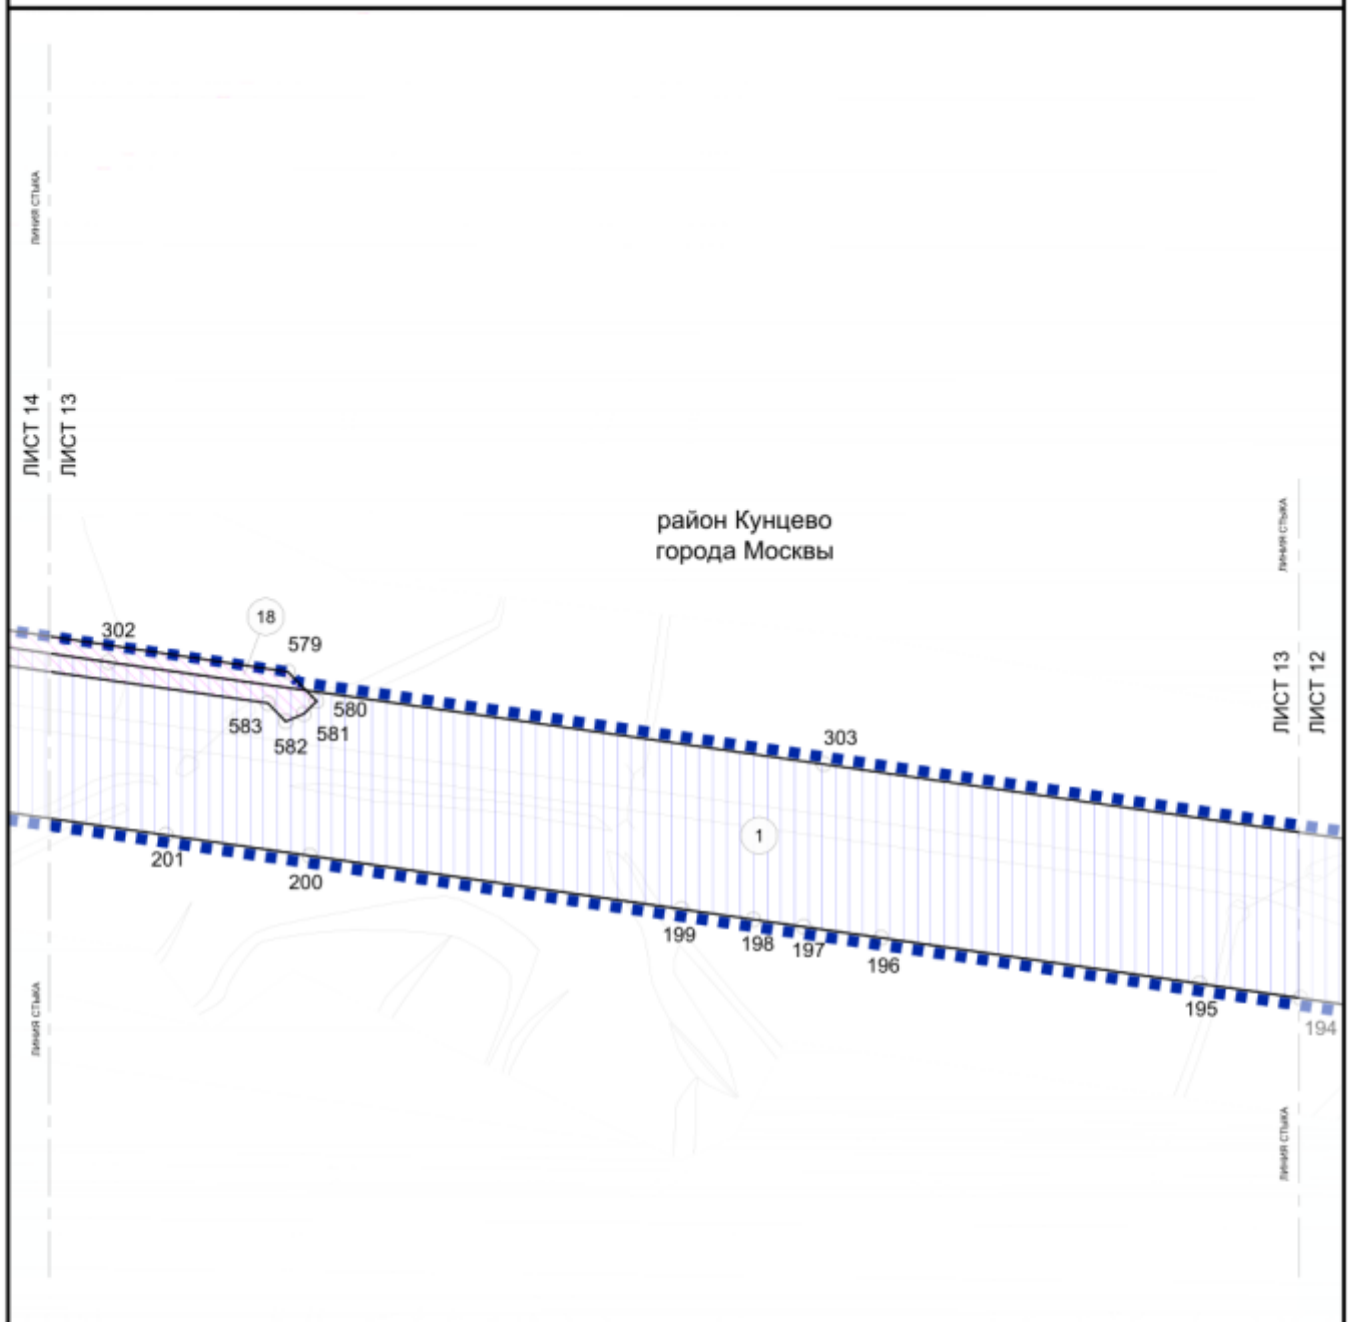 линия стыка
ЛИСТ 14
ЛИСТ 13
район Кунцево
города Москвы
линия стыка
18
302
579
583
582
581
580
303
ЛИСТ 13
ЛИСТ 12
1
201
200
199
198
197
196
195
194
линия стыка
линия стыка